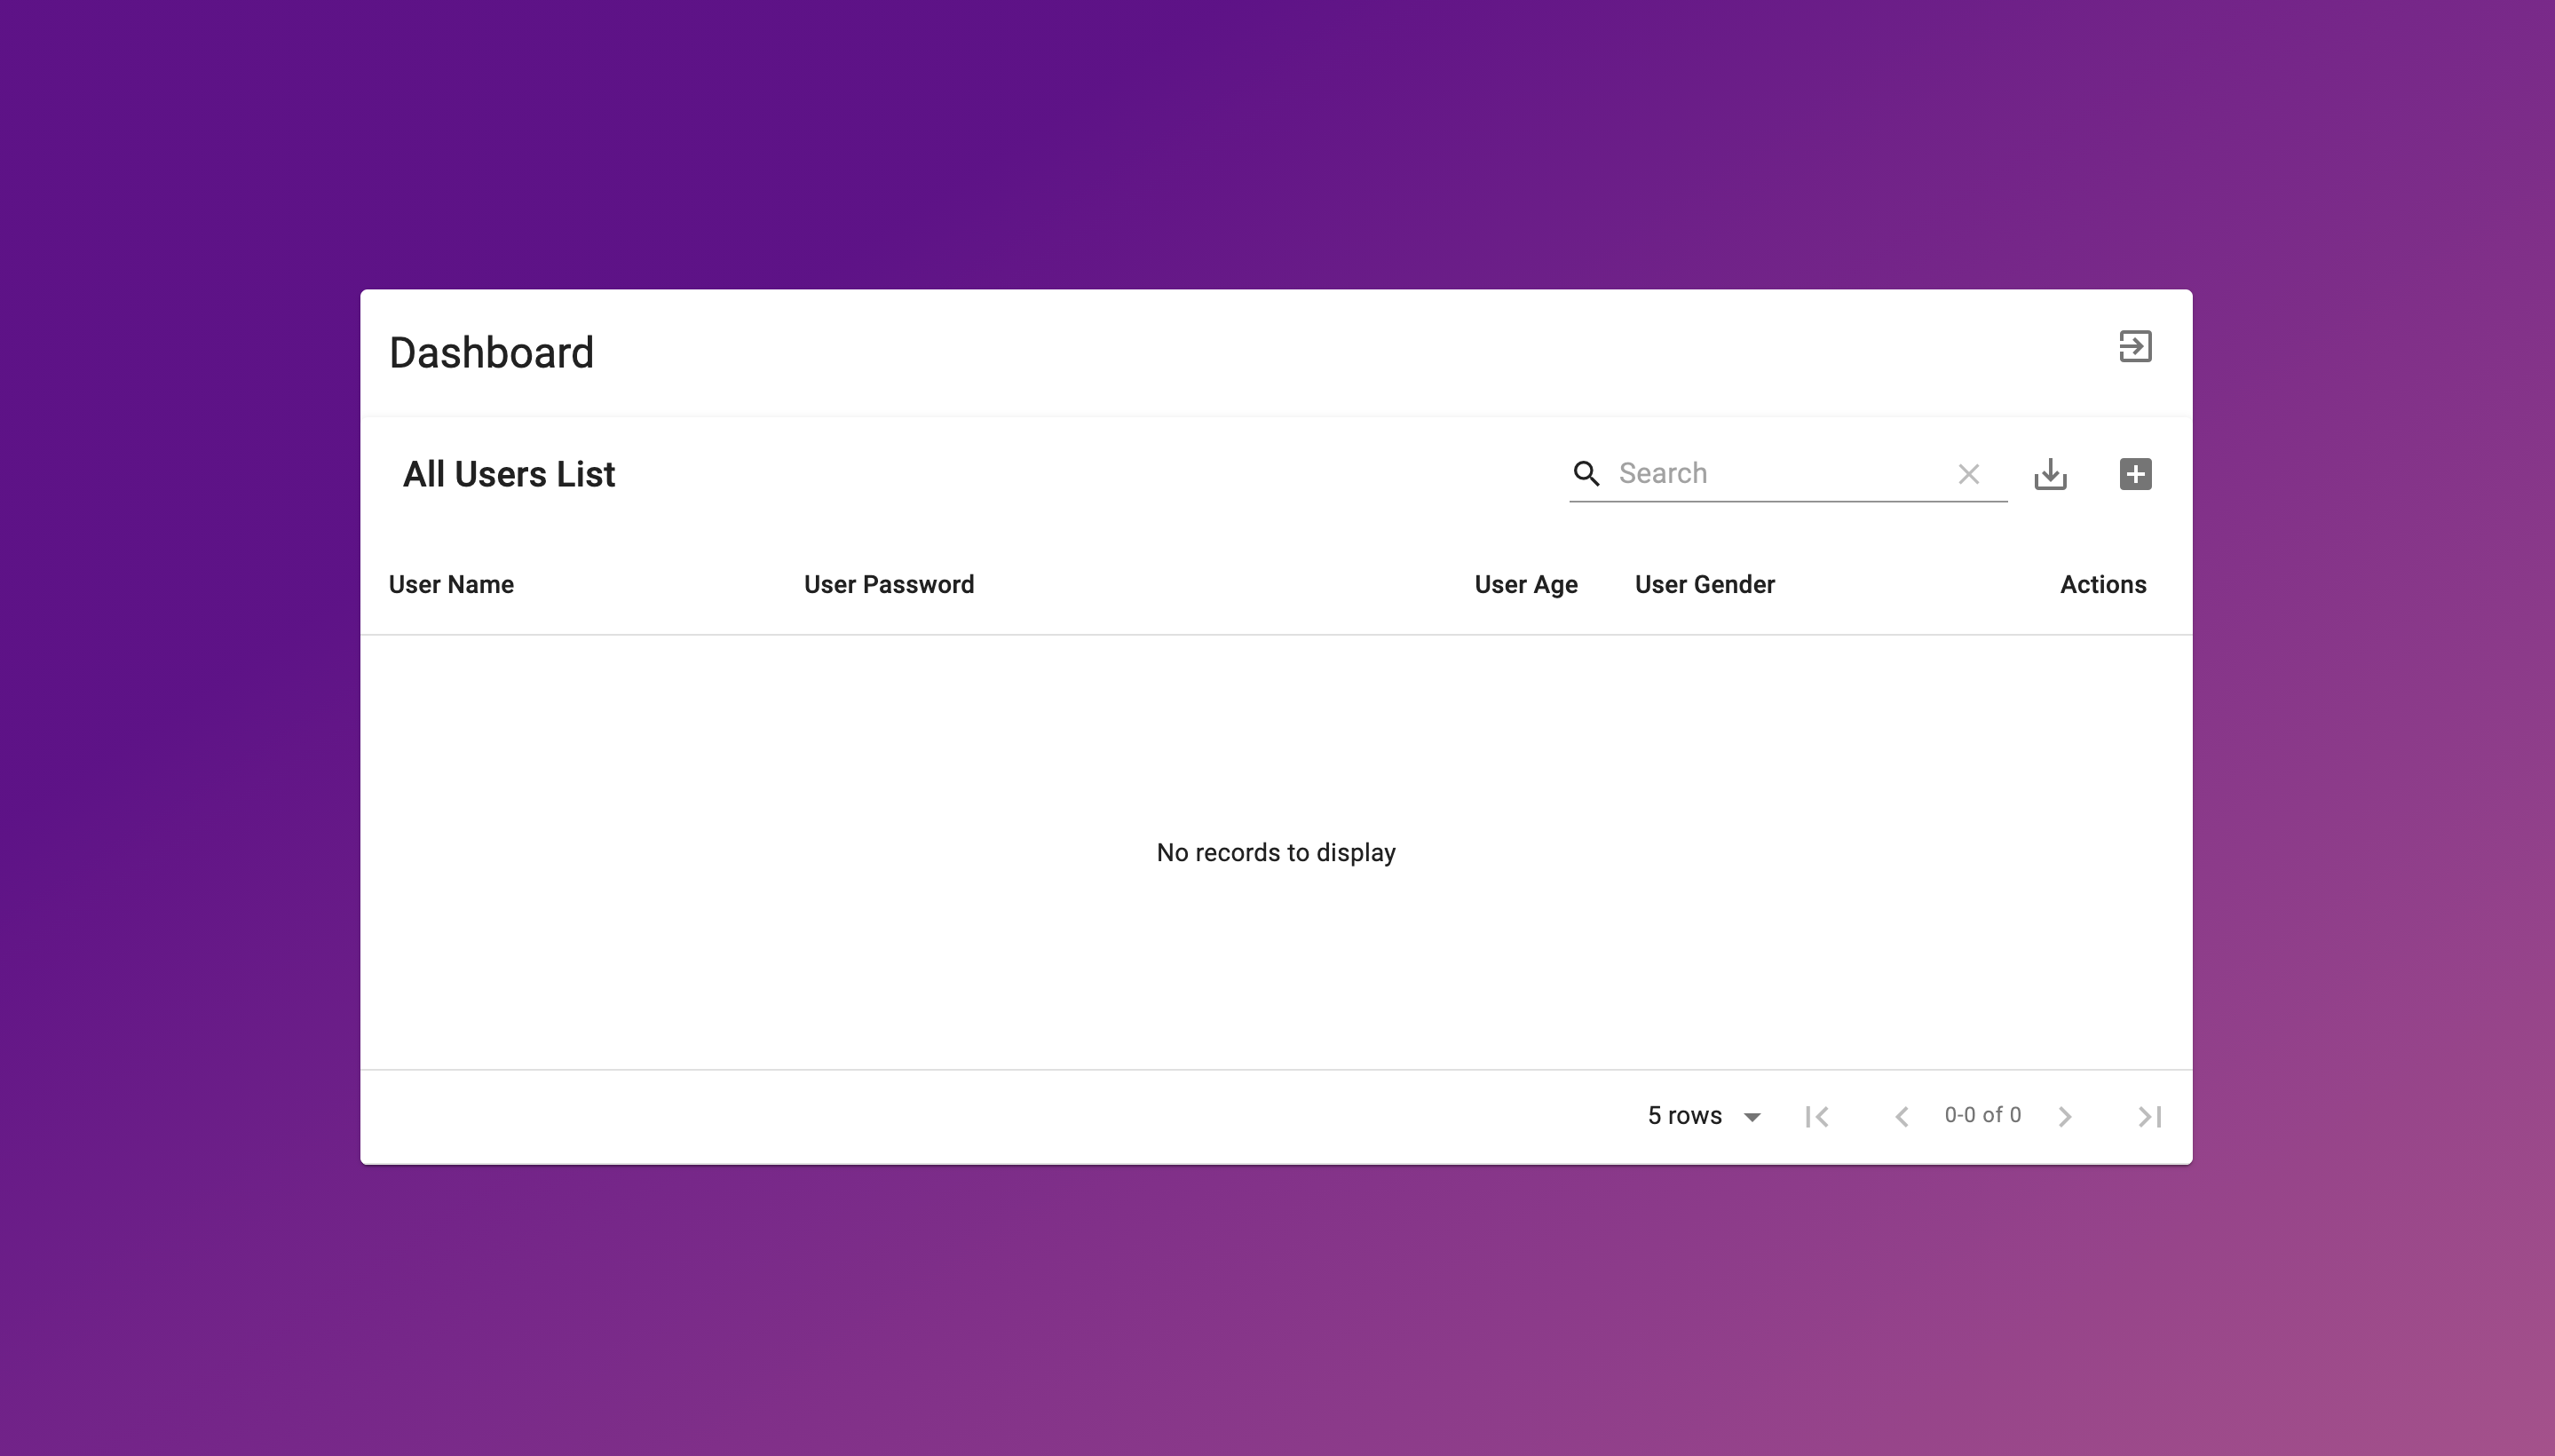 Dashboard
All Users List
Search
User Name User Password User Age User Gender Actions
No records to display
5 rows 0-0 of 0